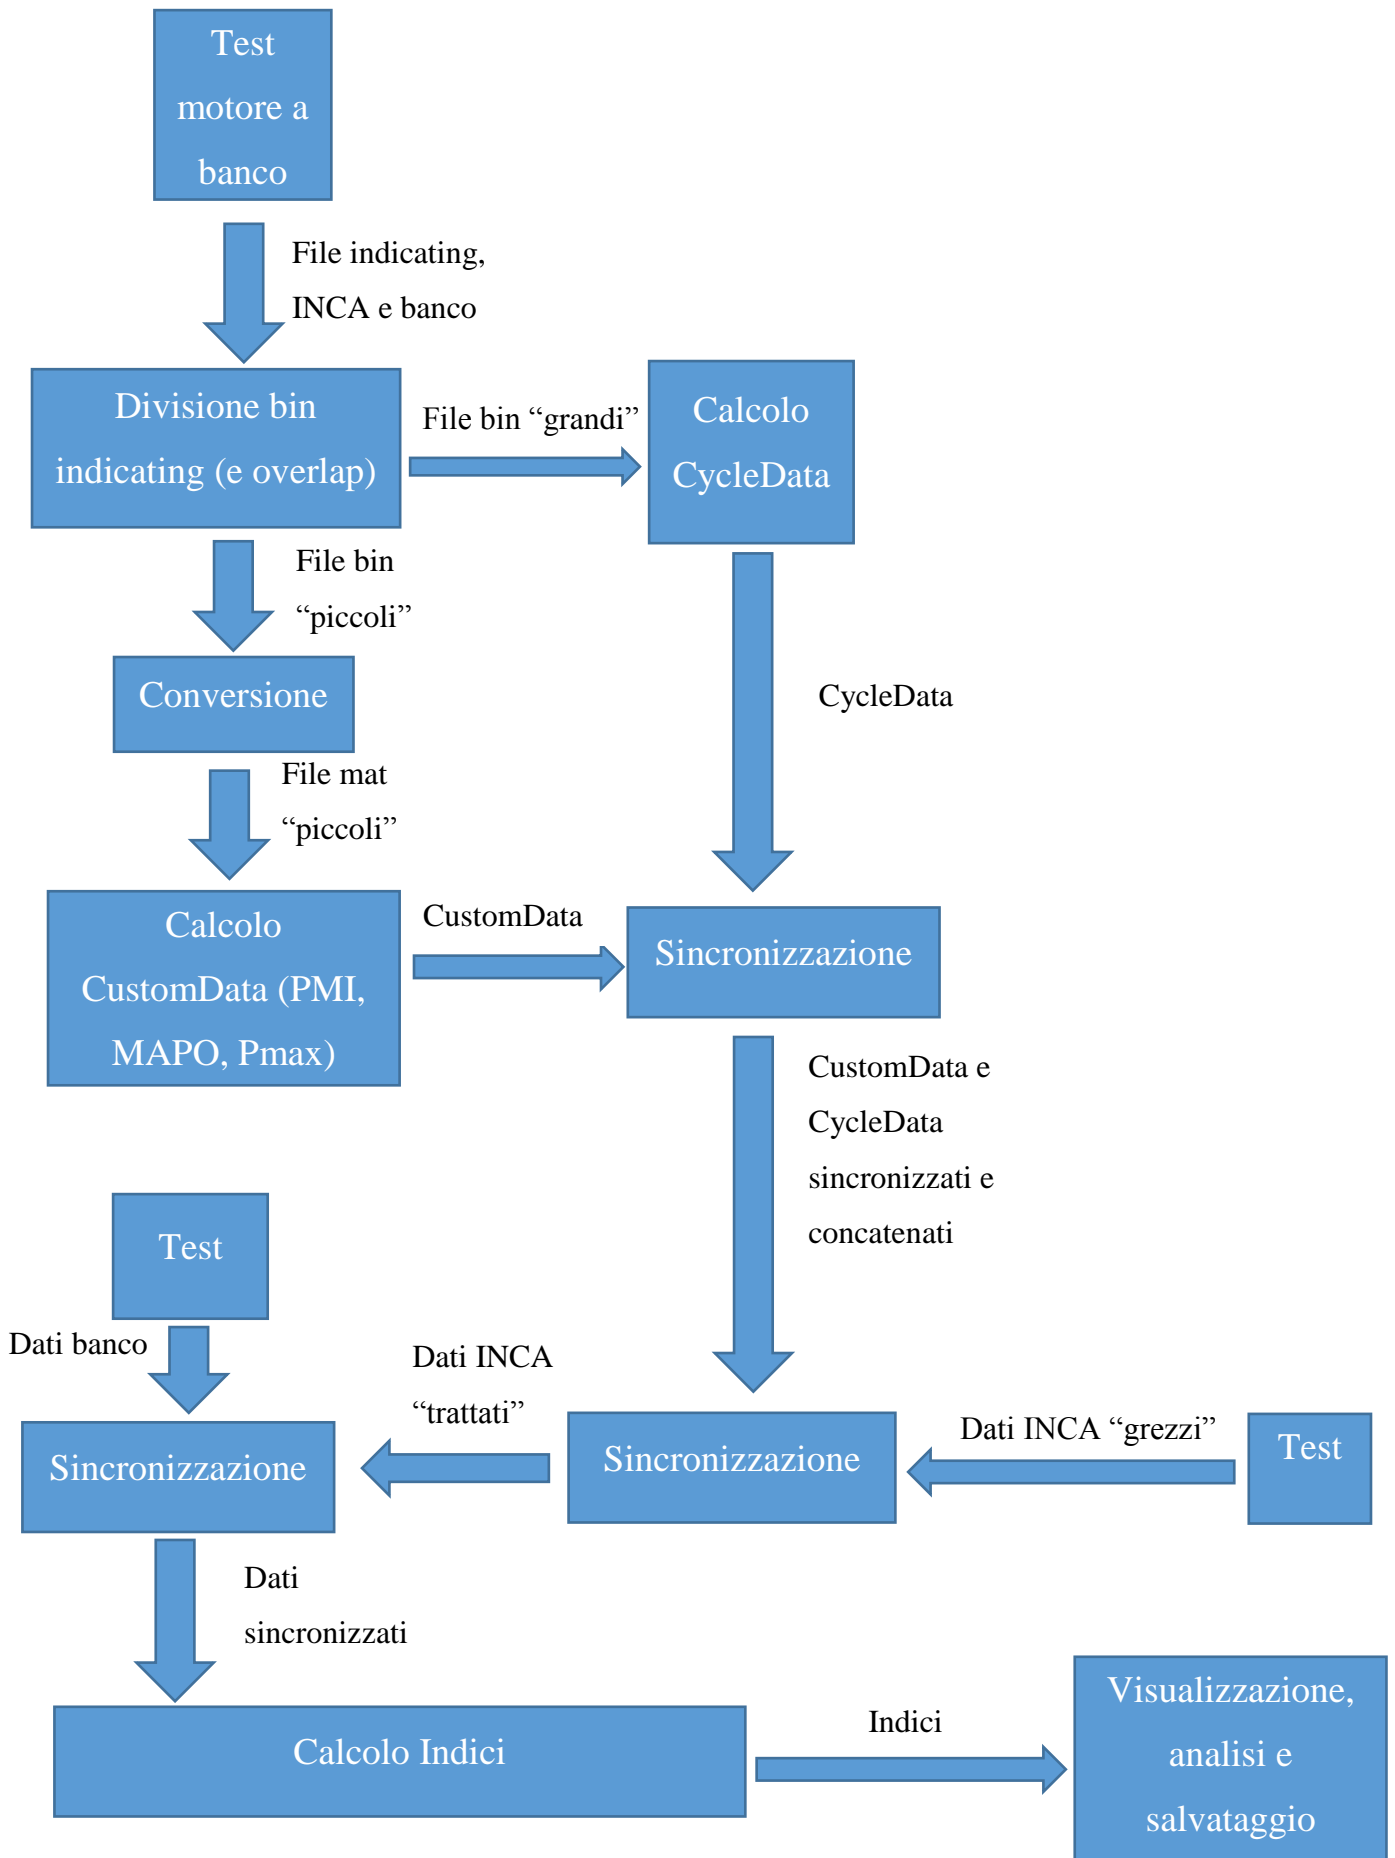 Test
motore a
banco
File indicating,
INCA e banco
Divisione bin
indicating (e overlap)
File bin “grandi”
Calcolo
CycleData
File bin
“piccoli”
Conversione
CycleData
File mat
“piccoli”
Calcolo
CustomData (PMI,
MAPO, Pmax)
CustomData
Sincronizzazione
CustomData e
CycleData
sincronizzati e
concatenati
Test
Dati banco
Dati INCA
“trattati”
Sincronizzazione
Sincronizzazione
Dati INCA “grezzi”
Test
Dati
sincronizzati
Calcolo Indici
Indici
Visualizzazione,
analisi e
salvataggio